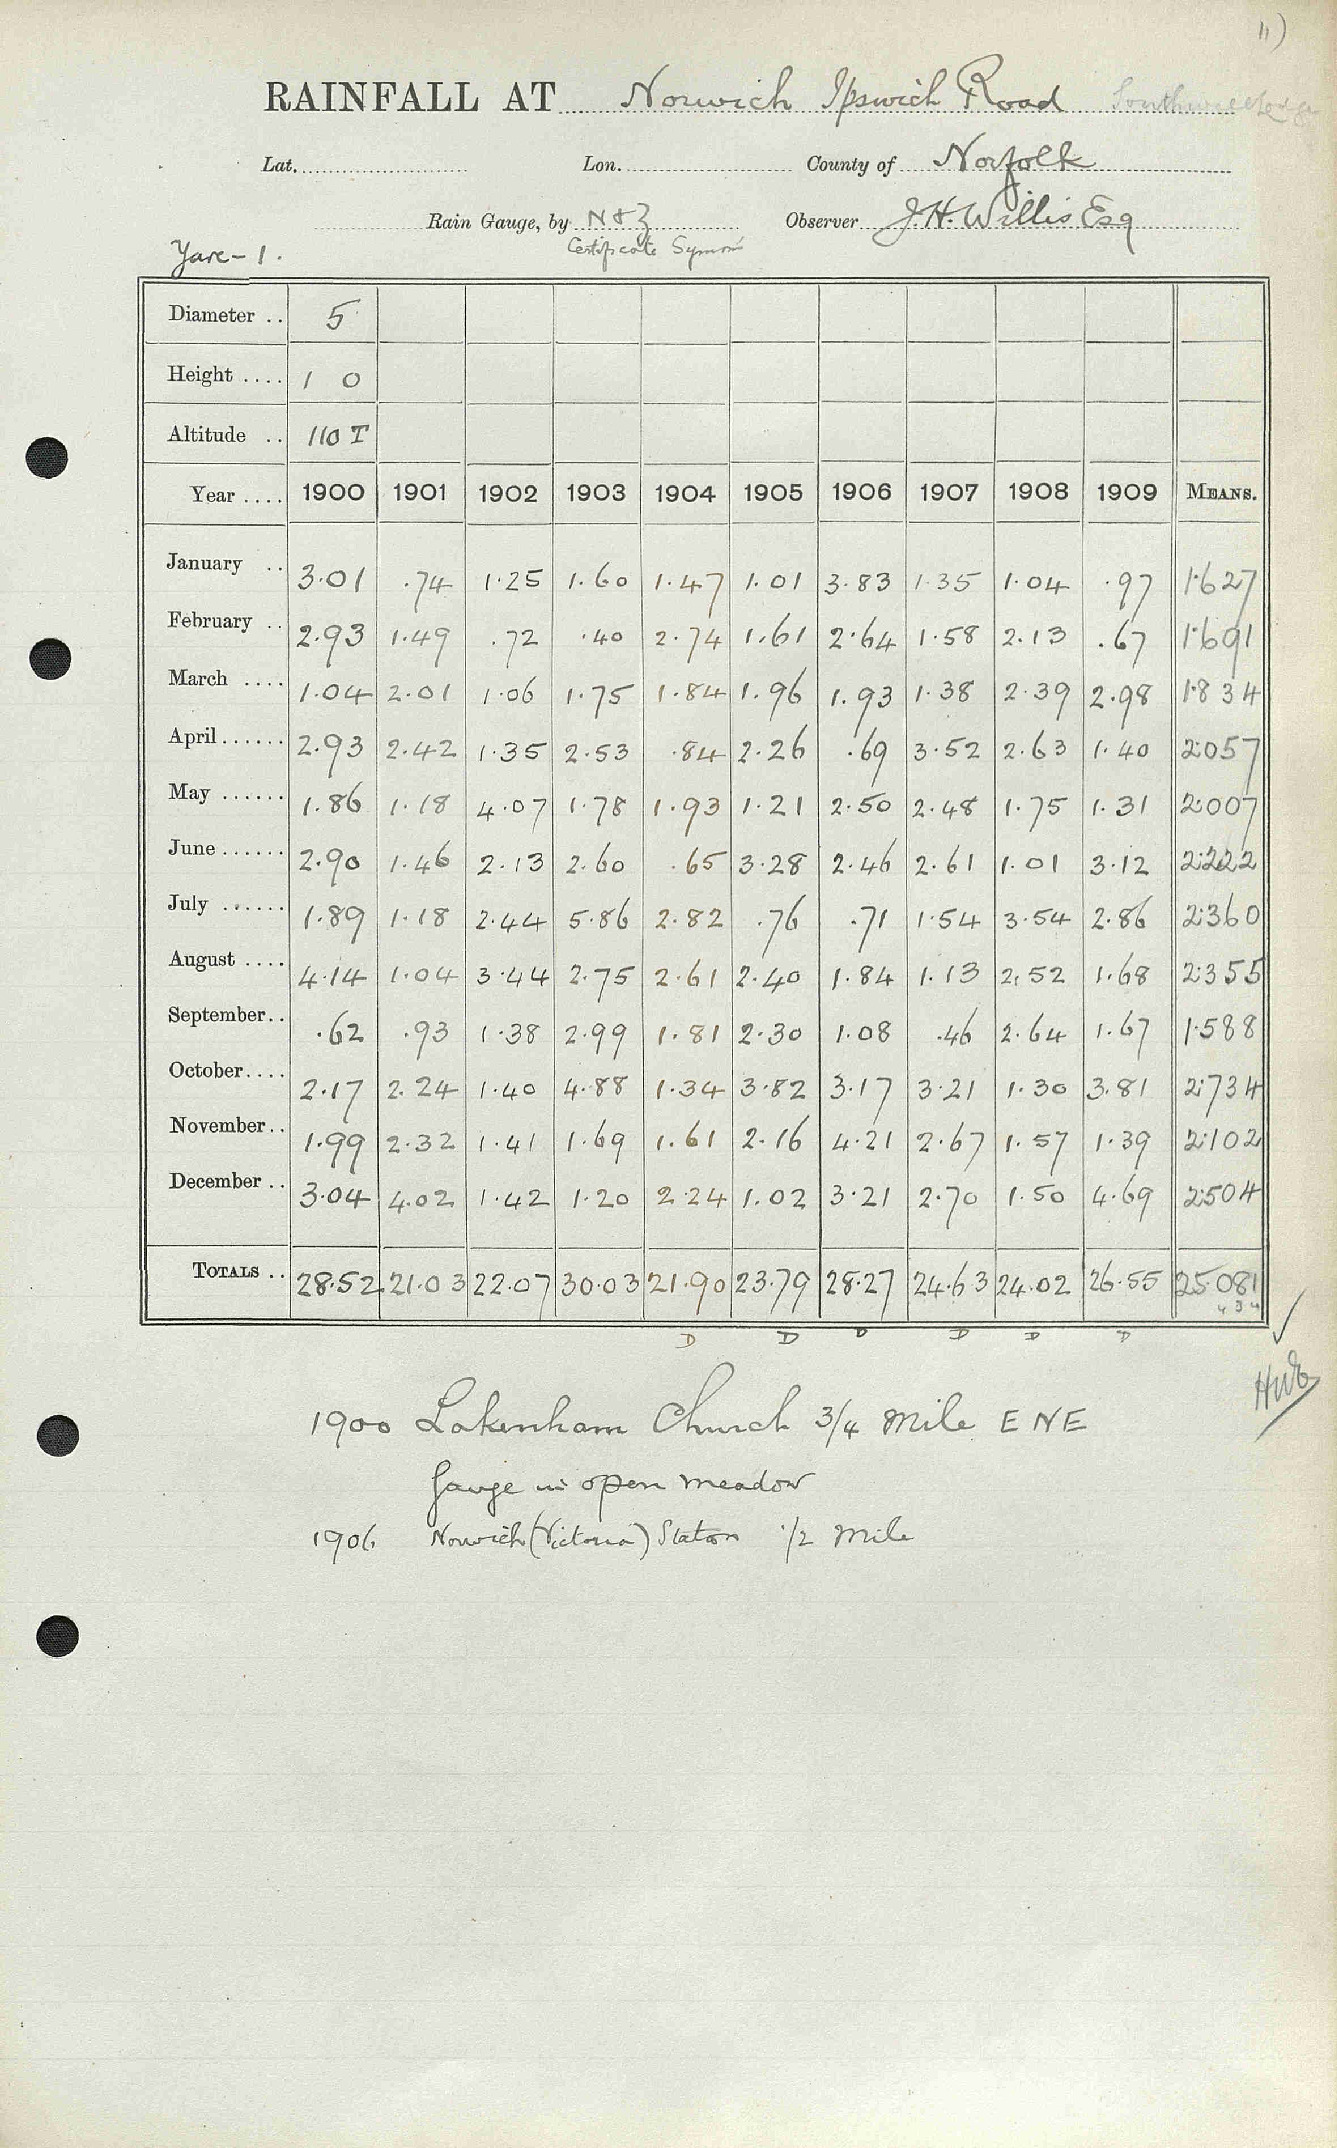 11)
RAINFALL AT Norwich Ipswich Road
Lat. Lon. County of Norfolk
Rain Gauge, by N & Z Observer J. H. Willis Esq
Yare - 1. Certificate Symons
Diameter .. 5
Height .... 1 0
Altitude .. 110 T
Year .... 1900 1901 1902 1903 1904 1905 1906 1907 1908 1909 MEANS.
January .. 3.01 .74 1.25 1.60 1.47 1.01 3.83 1.35 1.04 .97 1.627
February .. 2.93 1.49 .72 .40 2.74 1.61 2.64 1.58 2.13 .67 1.691
March .... 1.04 2.01 1.06 1.75 1.84 1.96 1.93 1.38 2.39 2.98 1.834
April ...... 2.93 2.42 1.35 2.53 .84 2.26 .69 3.52 2.63 1.40 2.057
May ...... 1.86 1.18 4.07 1.78 1.93 1.21 2.50 2.48 1.75 1.31 2.007
June ...... 2.90 1.46 2.13 2.60 .65 3.28 2.46 2.61 1.01 3.12 2.222
July ...... 1.89 1.18 2.44 5.86 2.82 .76 .71 1.54 3.54 2.86 2.360
August .... 4.14 1.04 3.44 2.75 2.61 2.40 1.84 1.13 2.52 1.68 2.355
September .. .62 .93 1.38 2.99 1.81 2.30 1.08 .46 2.64 1.67 1.588
October .... 2.17 2.24 1.40 4.88 1.34 3.82 3.17 3.21 1.30 3.81 2.734
November .. 1.99 2.32 1.41 1.69 1.61 2.16 4.21 2.67 1.57 1.39 2.102
December .. 3.04 4.02 1.42 1.20 2.24 1.02 3.21 2.70 1.50 4.69 2.504
TOTALS .. 28.52 21.03 22.07 30.03 21.90 23.79 28.27 24.63 24.02 26.55 25.081
D D D D D D
1900 Lakenham Church 3/4 mile E N E
Gauge in open meadow
1906 Norwich (Victoria) Station 1/2 mile